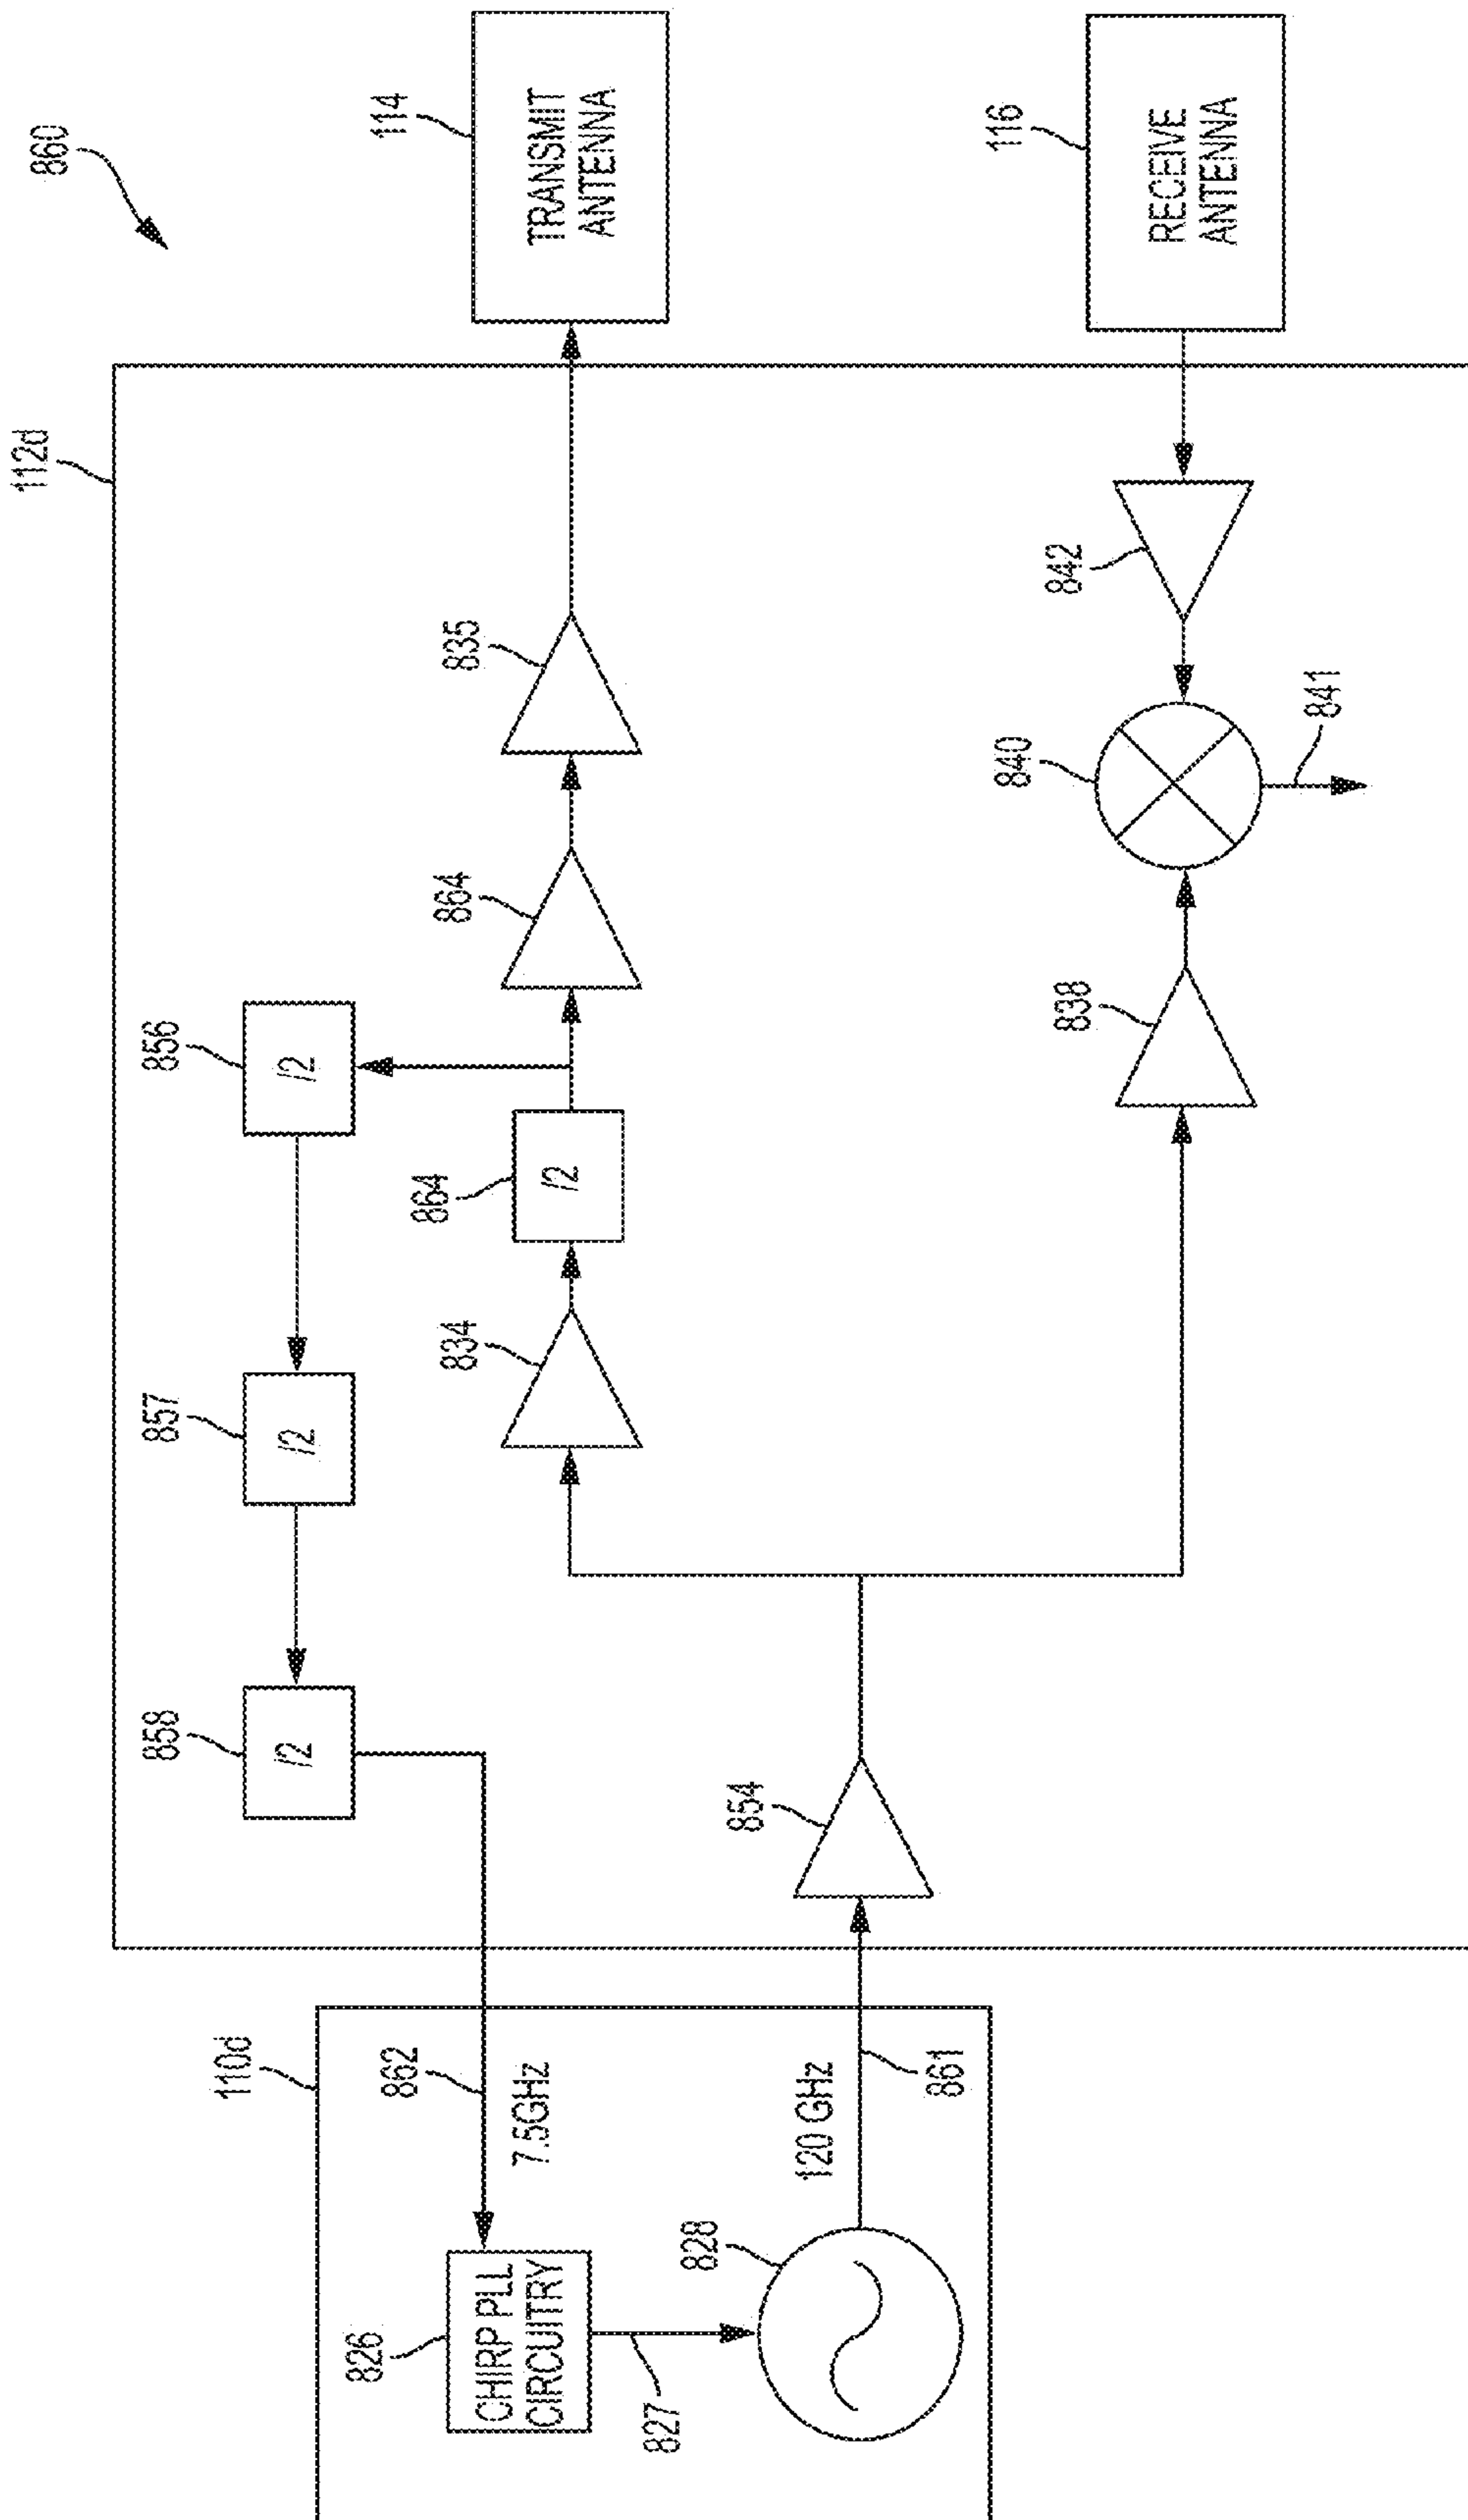 860
112d
110d
858
/2
857
/2
856
/2
862
7.5GHz
826
CHIRP PLL
CIRCUITRY
827
828
120 GHz
861
854
834
864
/2
864
835
114
TRANSMIT
ANTENNA
838
840
841
842
116
RECEIVE
ANTENNA